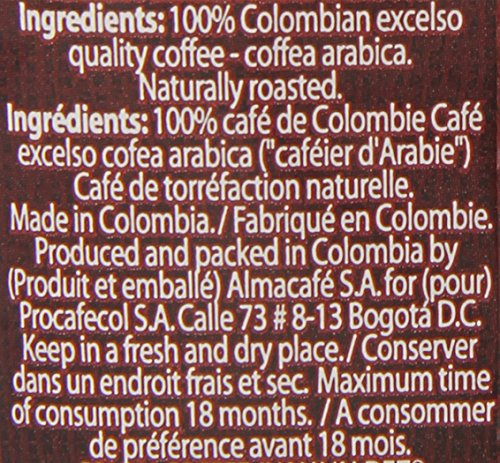 Ingredients: 100% Colombian excelso
quality coffee - coffea arabica.
Naturally roasted.
Ingrédients: 100% café de Colombie Café
excelso cofea arabica ("caféier d'Arabie")
Café de torréfaction naturelle.
Made in Colombia. / Fabriqué en Colombie.
Produced and packed in Colombia by
(Produit et emballé) Almacafé S.A. for (pour)
Procafecol S.A. Calle 73 # 8-13 Bogotá D.C.
Keep in a fresh and dry place. / Conserver
dans un endroit frais et sec. Maximum time
of consumption 18 months. / A consommer
de préférence avant 18 mois.